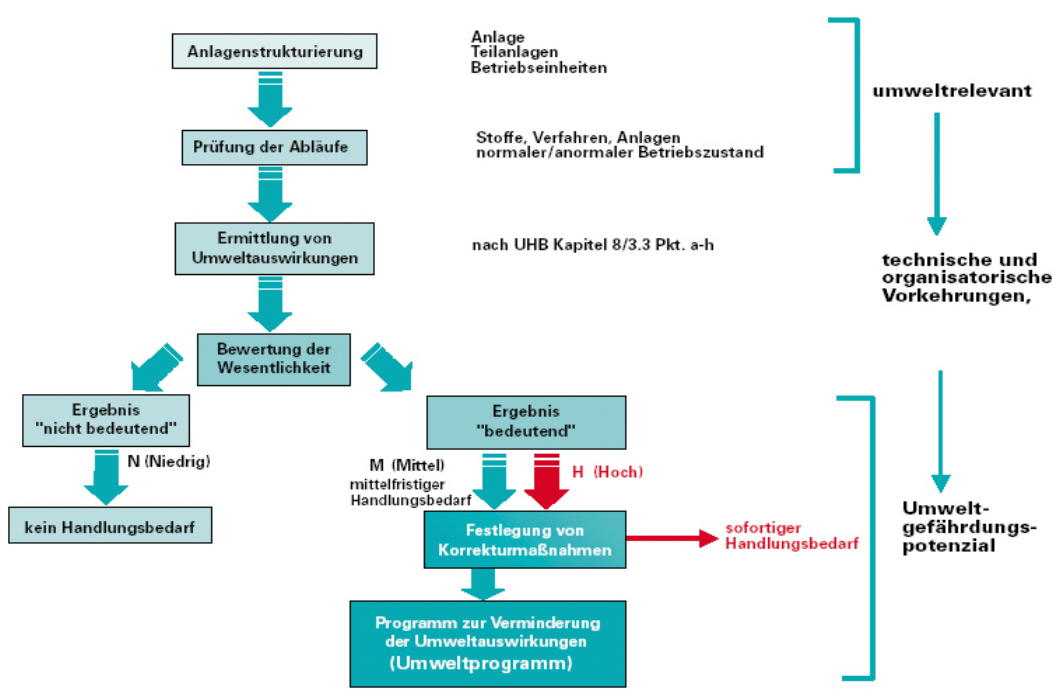 Anlagenstrukturierung
Anlage
Teilanlagen
Betriebseinheiten
umweltrelevant
Prüfung der Abläufe
Stoffe, Verfahren, Anlagen
normaler/anormaler Betriebszustand
Ermittlung von
Umweltauswirkungen
nach UHB Kapitel 8/3.3 Pkt. a-h
technische und
organisatorische
Vorkehrungen,
Bewertung der
Wesentlichkeit
Ergebnis
"nicht bedeutend"
Ergebnis
"bedeutend"
N (Niedrig)
M (Mittel)
mittelfristiger
Handlungsbedarf
H (Hoch)
kein Handlungsbedarf
Festlegung von
Korrekturmaßnahmen
sofortiger
Handlungsbedarf
Umwelt-
gefährdungs-
potenzial
Programm zur Verminderung
der Umweltauswirkungen
(Umweltprogramm)